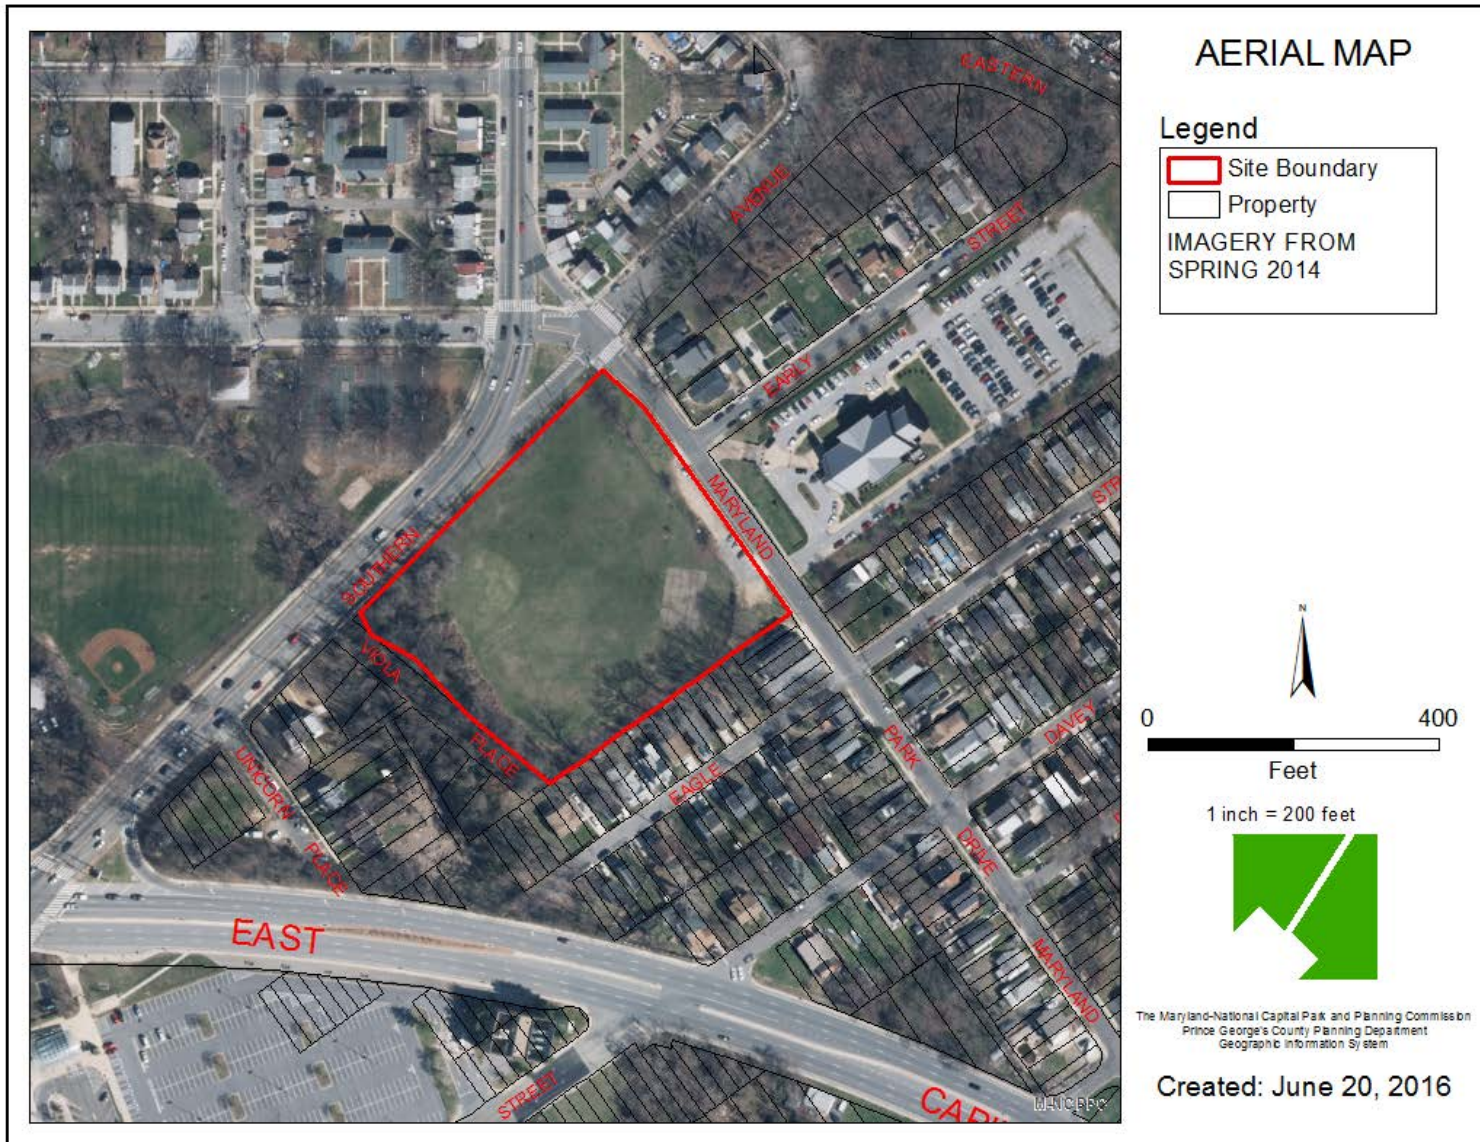 AERIAL MAP
Legend
Site Boundary
Property
IMAGERY FROM
SPRING 2014
EASTERN
AVENUE
STREET
EARLY
MARYLAND
SOUTHERN
VIOLA
PLACE
UNICORN
PLACE
EAGLE
PARK
DAVEY
DRIVE
MARYLAND
EAST
STREET
N
0 400
Feet
1 inch = 200 feet
The Maryland-National Capital Park and Planning Commission
Prince George's County Planning Department
Geographic Information System
Created: June 20, 2016